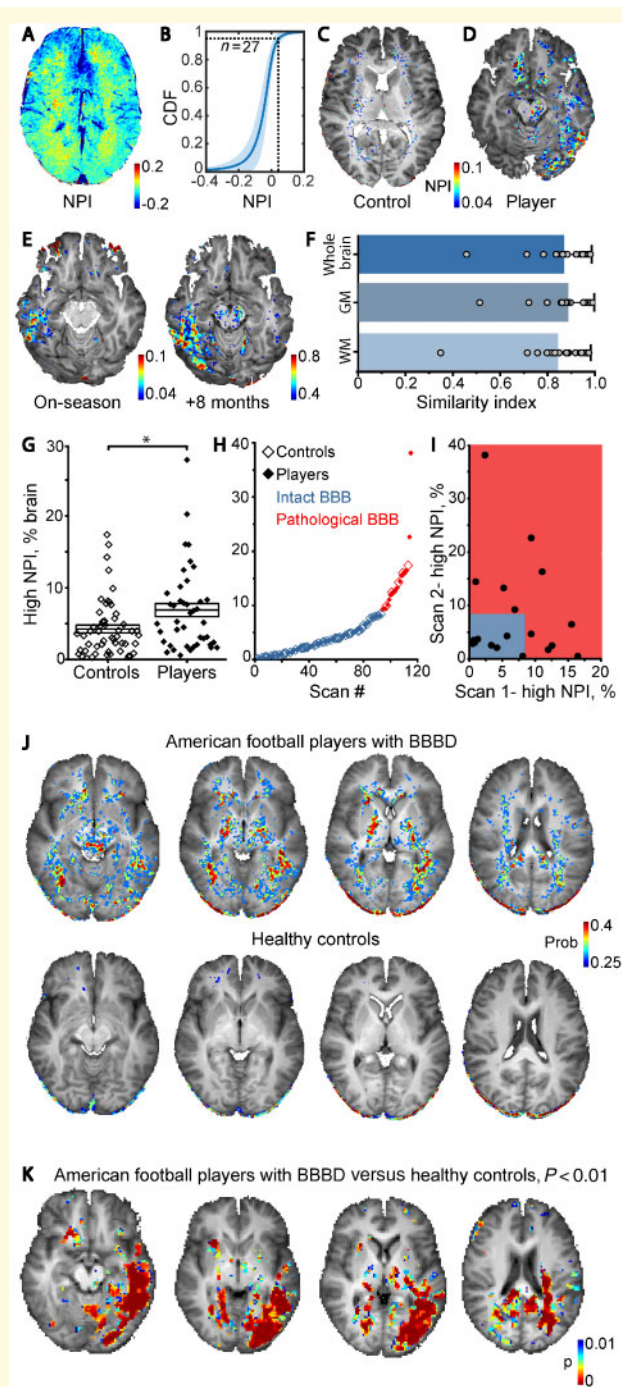 A
B
C
D
n=27
CDF
1
0.8
0.6
0.4
0.2
0
-0.4
-0.2
0
0.2
NPI
0.2
-0.2
NPI
Control
0.1
0.04
NPI
Player
E
F
On-season
0.1
0.04
+8 months
0.8
0.4
Whole brain
GM
WM
0
0.2
0.4
0.6
0.8
1.0
Similarity index
G
H
I
High NPI, % brain
30
20
10
0
*
Controls
Players
40
30
20
10
0
Controls
Players
Intact BBB
Pathological BBB
0
40
80
120
Scan #
Scan 2- high NPI, %
40
35
30
25
20
15
10
5
0
0
5
10
15
20
Scan 1- high NPI, %
J
American football players with BBBD
Healthy controls
0.4
Prob
0.25
K
American football players with BBBD versus healthy controls, P < 0.01
0.01
p
0